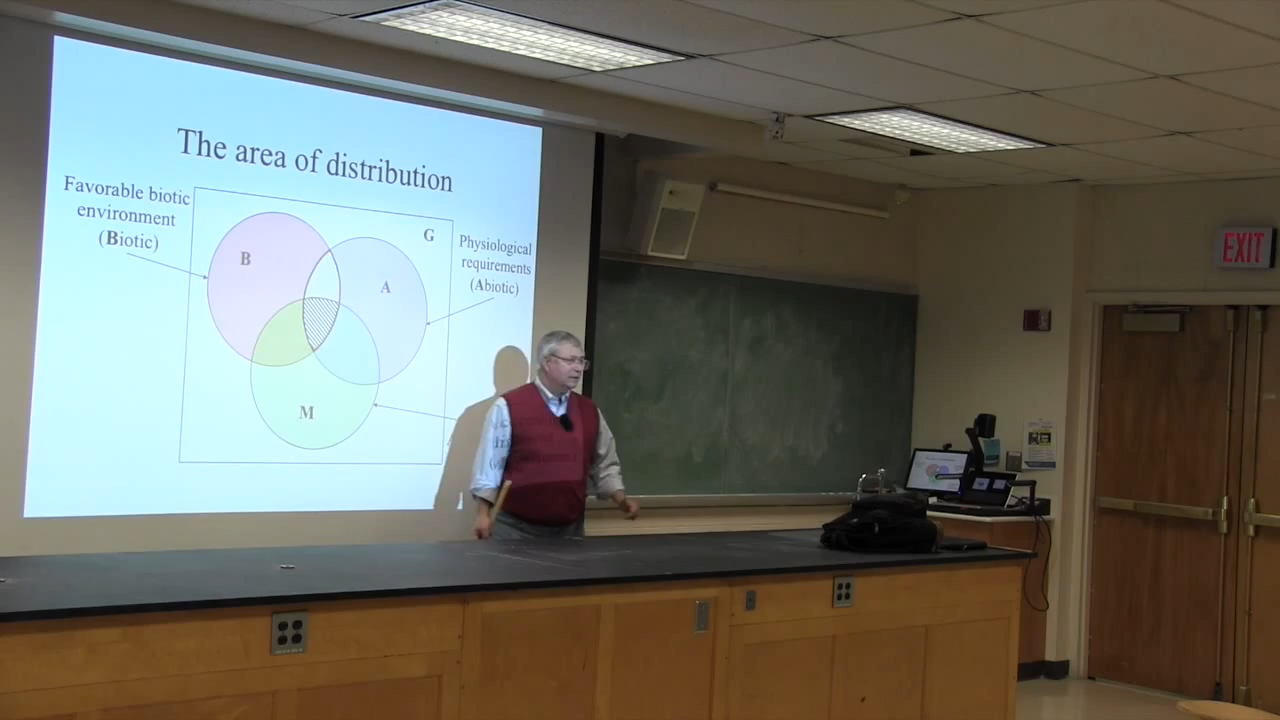 The area of distribution
Favorable biotic
environment
(Biotic)
B
A
G
M
Physiological
requirements
(Abiotic)
EXIT